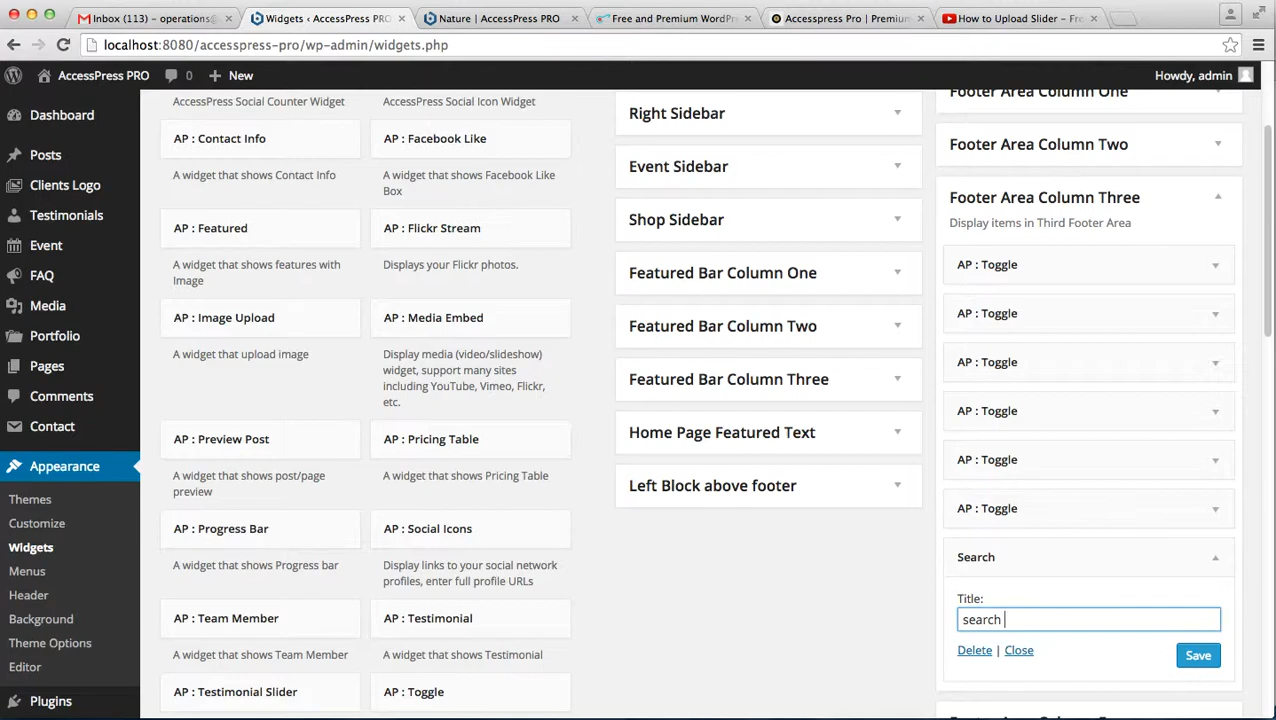 Inbox (113) – operations@
Widgets ‹ AccessPress PRO
Nature | AccessPress PRO
Free and Premium WordPre
Accesspress Pro | Premium
How to Upload Slider – Fre
localhost:8080/accesspress-pro/wp-admin/widgets.php
AccessPress PRO
0
New
Howdy, admin
Dashboard
Posts
Clients Logo
Testimonials
Event
FAQ
Media
Portfolio
Pages
Comments
Contact
Appearance
Themes
Customize
Widgets
Menus
Header
Background
Theme Options
Editor
Plugins
AccessPress Social Counter Widget
AccessPress Social Icon Widget
AP : Contact Info
AP : Facebook Like
A widget that shows Contact Info
A widget that shows Facebook Like
Box
AP : Featured
AP : Flickr Stream
A widget that shows features with
Image
Displays your Flickr photos.
AP : Image Upload
AP : Media Embed
A widget that upload image
Display media (video/slideshow)
widget, support many sites
including YouTube, Vimeo, Flickr,
etc.
AP : Preview Post
AP : Pricing Table
A widget that shows post/page
preview
A widget that shows Pricing Table
AP : Progress Bar
AP : Social Icons
A widget that shows Progress bar
Display links to your social network
profiles, enter full profile URLs
AP : Team Member
AP : Testimonial
A widget that shows Team Member
A widget that shows Testimonial
AP : Testimonial Slider
AP : Toggle
Right Sidebar
Event Sidebar
Shop Sidebar
Featured Bar Column One
Featured Bar Column Two
Featured Bar Column Three
Home Page Featured Text
Left Block above footer
Footer Area Column One
Footer Area Column Two
Footer Area Column Three
Display items in Third Footer Area
AP : Toggle
AP : Toggle
AP : Toggle
AP : Toggle
AP : Toggle
AP : Toggle
Search
Title:
search
Delete | Close
Save